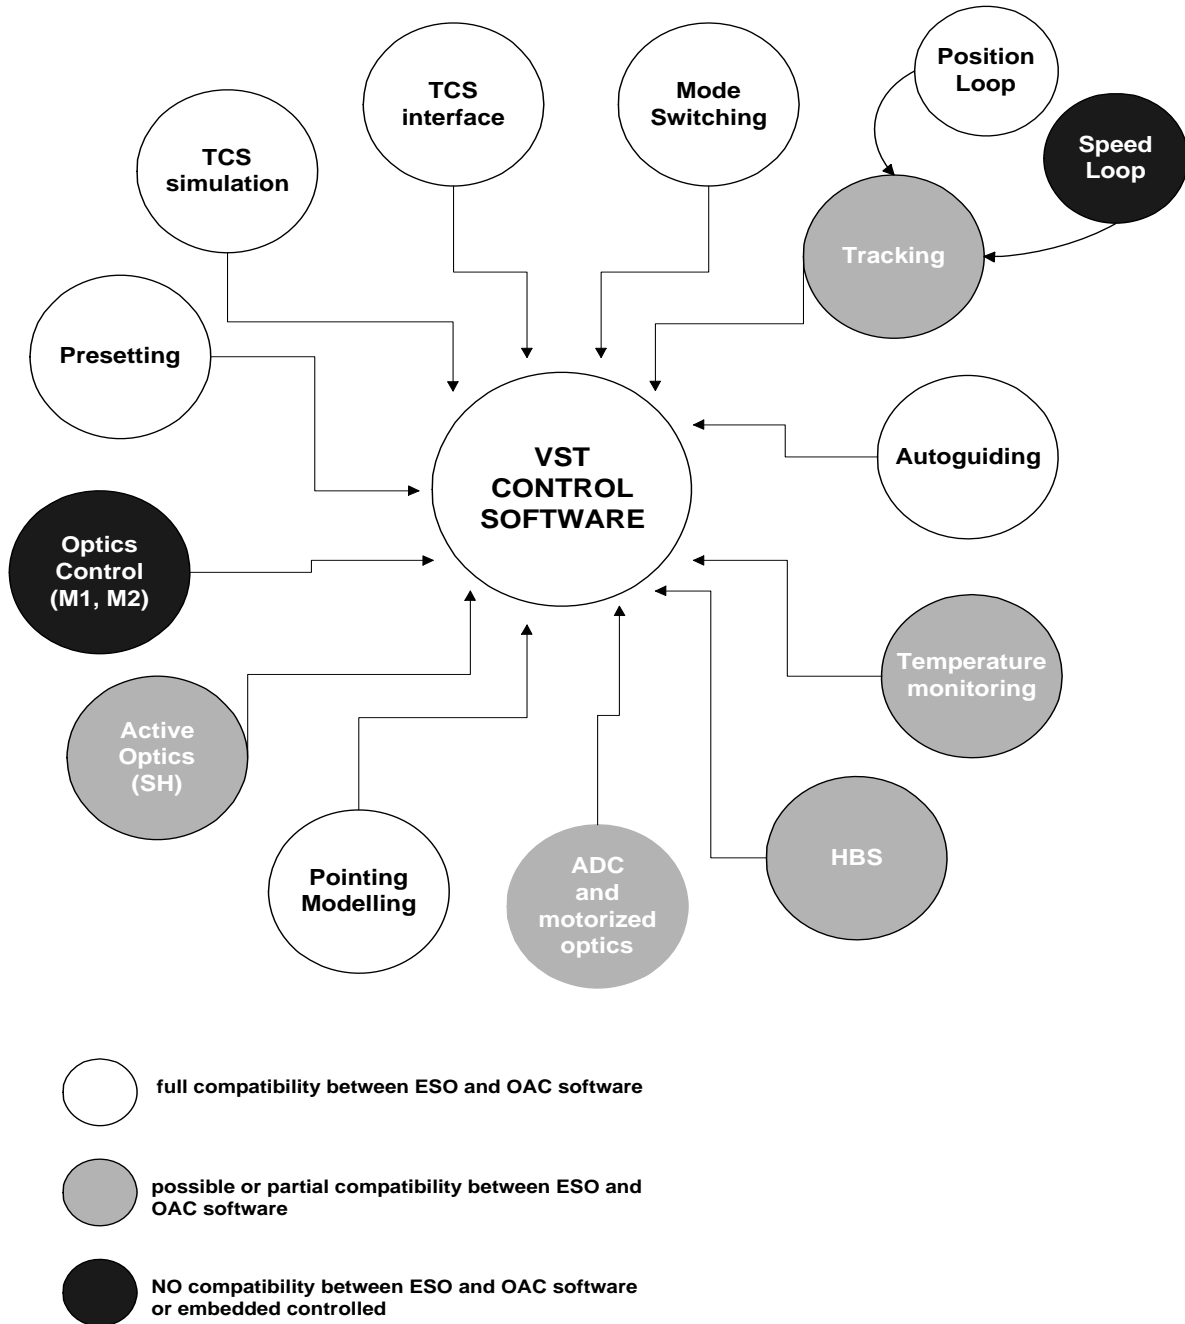 Position
Loop
TCS
interface
Mode
Switching
Speed
Loop
TCS
simulation
Tracking
Presetting
VST
CONTROL
SOFTWARE
Autoguiding
Optics
Control
(M1, M2)
Temperature
monitoring
Active
Optics
(SH)
HBS
ADC
and
motorized
optics
Pointing
Modelling
full compatibility between ESO and OAC software
possible or partial compatibility between ESO and
OAC software
NO compatibility between ESO and OAC software
or embedded controlled